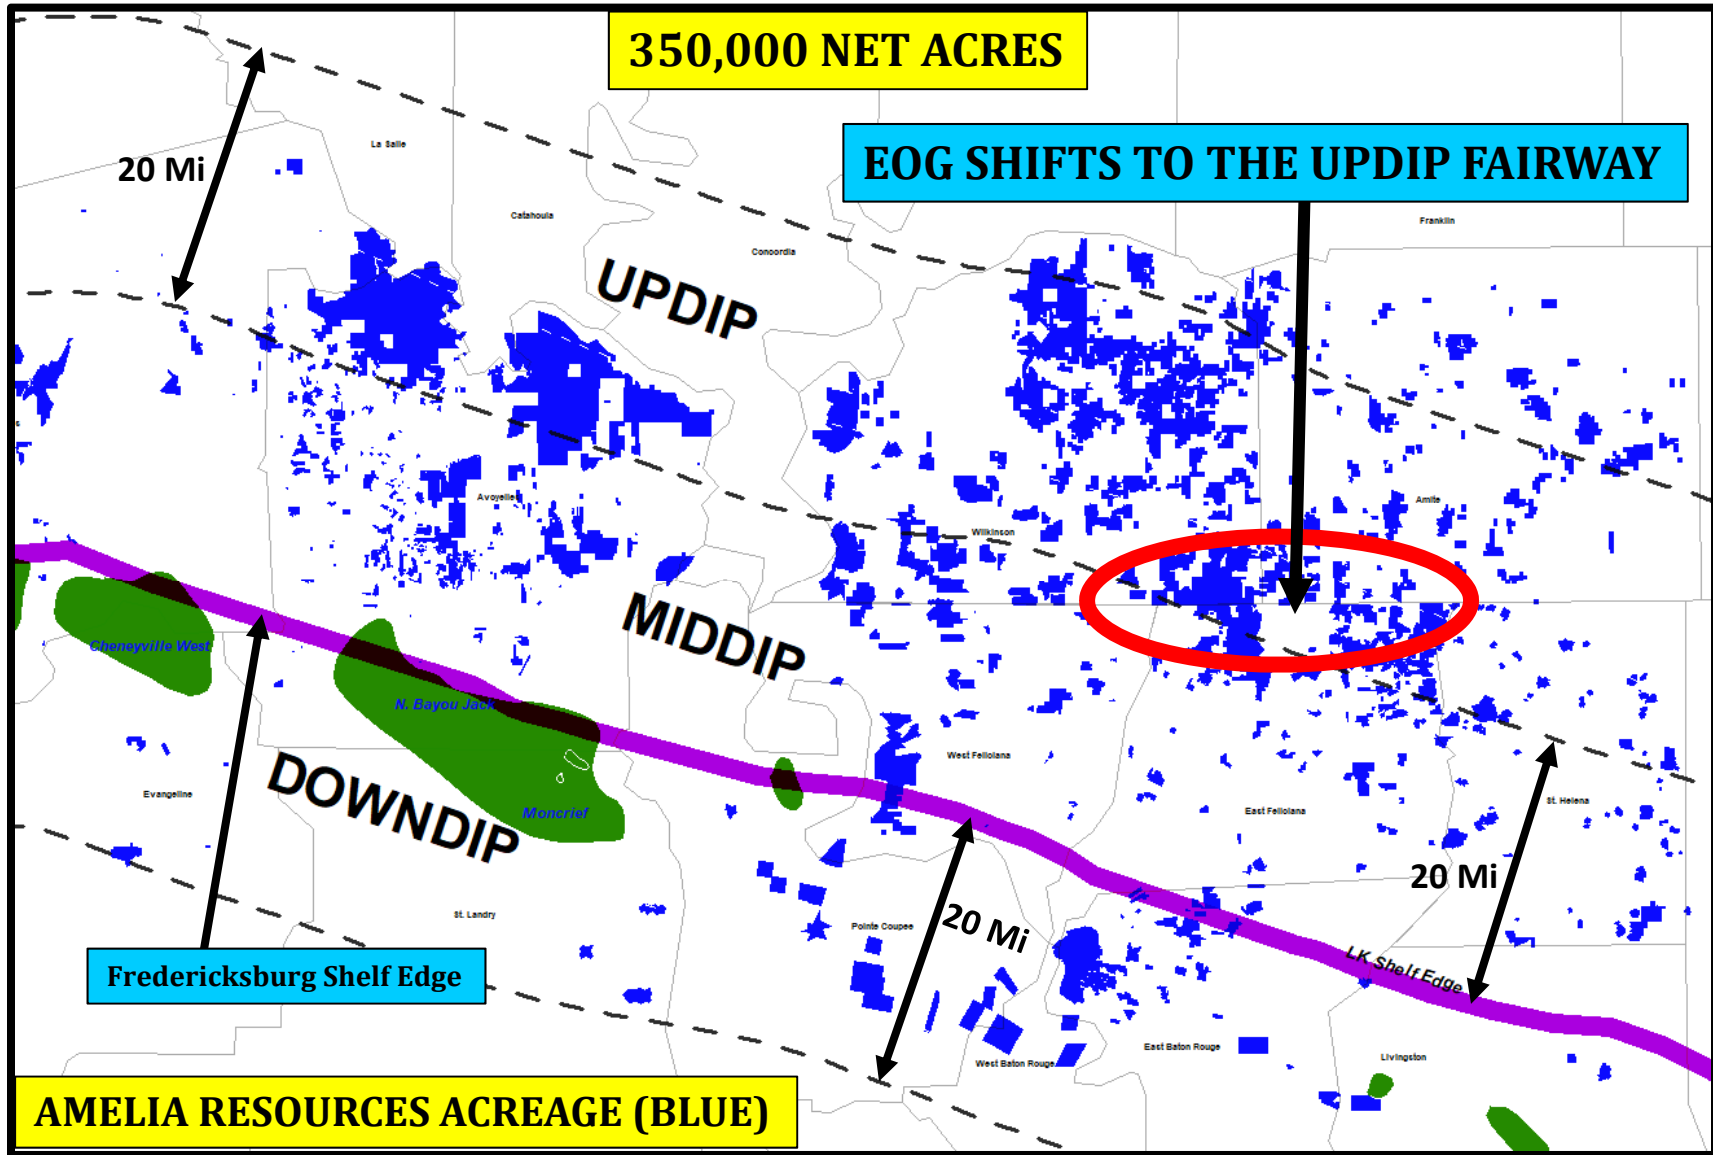 350,000 NET ACRES
La Salle
EOG SHIFTS TO THE UPDIP FAIRWAY
20 Mi
Catahoula
Franklin
Concordia
UPDIP
Avoyelle
Amite
Wilkinson
MIDDIP
Cheneyville West
N. Bayou Jack
West Feliciana
DOWNDIP
Evangeline
Moncrief
East Feliciana
St. Helena
20 Mi
St. Landry
Pointe Coupee
20 Mi
LK Shelf Edge
Fredericksburg Shelf Edge
East Baton Rouge
West Baton Rouge
Livingston
AMELIA RESOURCES ACREAGE (BLUE)